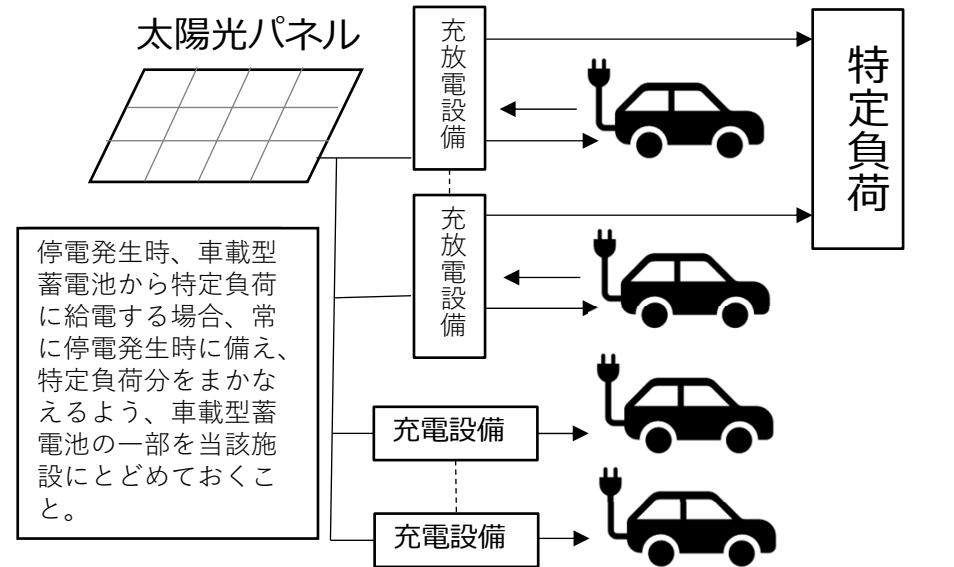 太陽光パネル
充放電設備
特定負荷
充放電設備
停電発生時、車載型
蓄電池から特定負荷
に給電する場合、常
に停電発生時に備え、
特定負荷分をまかな
えるよう、車載型蓄
電池の一部を当該施
設にとどめておくこ
と。
充電設備
充電設備